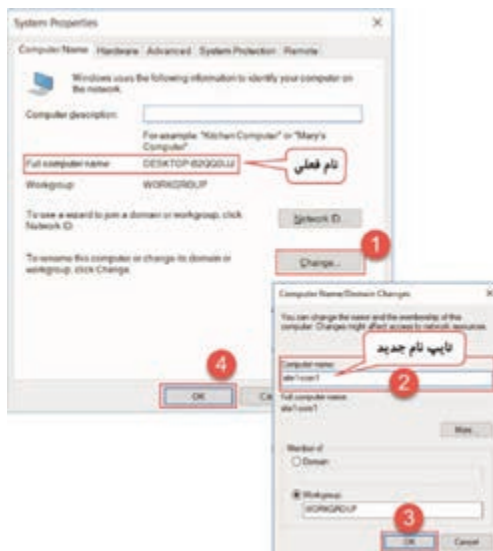 System Properties
Computer Name Hardware Advanced System Protection Remote
Windows uses the following information to identify your computer on
the network.
Computer description:
For example: "Kitchen Computer" or "Mary's
Computer".
Full computer name:
نام فعلی
Workgroup:
WORKGROUP
To use a wizard to join a domain or workgroup, click
Network ID.
Network ID
1
To rename this computer or change its domain or
workgroup, click Change.
Change...
4
OK
Computer Name/Domain Changes
You can change the name and the membership of this
computer. Changes might affect access to network resources.
تایپ نام جدید
Computer name:
2
Full computer name:
More...
Member of
Domain:
Workgroup:
WORKGROUP
3
OK
Cancel